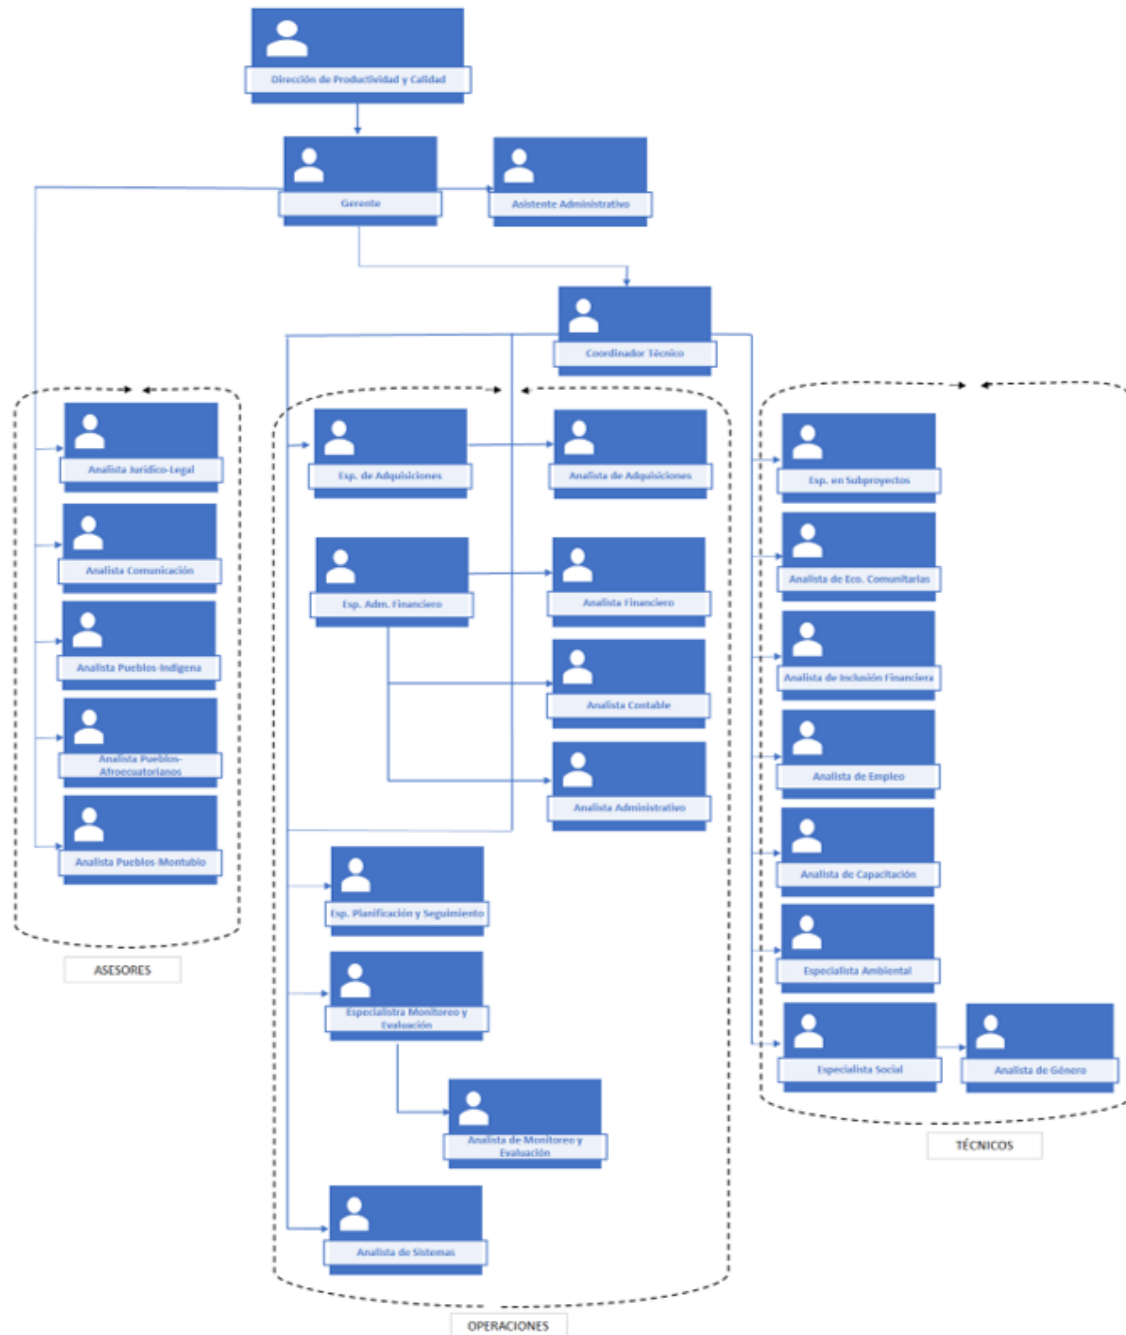 Dirección de Productividad y Calidad
Gerente
Asistente Administrativo
Coordinador Técnico
Analista Jurídico-Legal
Analista Comunicación
Analista Pueblos-Indígena
Analista Pueblos-
Afroecuatorianos
Analista Pueblos-Montubio
ASESORES
Esp. de Adquisiciones
Analista de Adquisiciones
Esp. Adm. Financiero
Analista Financiero
Analista Contable
Analista Administrativo
Esp. Planificación y Seguimiento
Especialistra Monitoreo y
Evaluación
Analista de Monitoreo y
Evaluación
Analista de Sistemas
OPERACIONES
Esp. en Subproyectos
Analista de Eco. Comunitarias
Analista de Inclusión Financiera
Analista de Empleo
Analista de Capacitación
Especialista Ambiental
Especialista Social
Analista de Género
TÉCNICOS